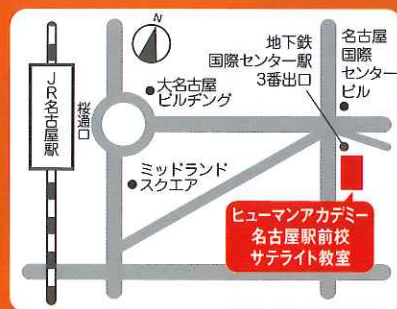 N
JR名古屋駅
桜通口
大名古屋
ビルヂング
ミッドランド
スクエア
地下鉄
国際センター駅
3番出口
名古屋
国際
センター
ビル
ヒューマンアカデミー
名古屋駅前校
サテライト教室